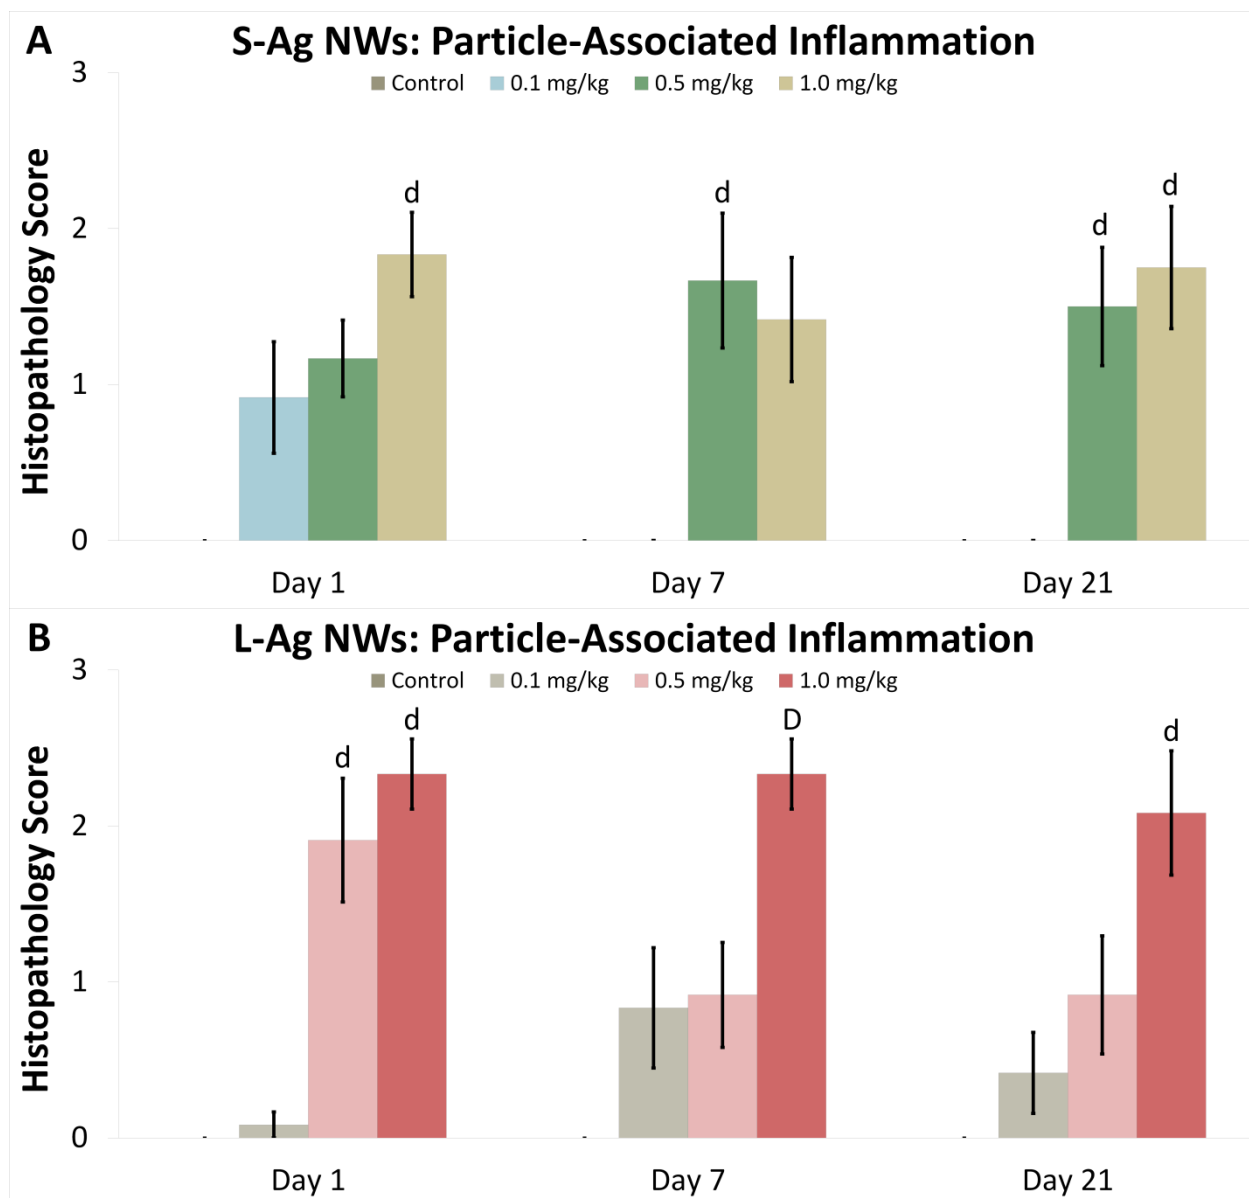 A
S-Ag NWs: Particle-Associated Inflammation
Control 0.1 mg/kg 0.5 mg/kg 1.0 mg/kg
Histopathology Score
3
2
1
0
d
d
d
d
Day 1
Day 7
Day 21
B
L-Ag NWs: Particle-Associated Inflammation
Control 0.1 mg/kg 0.5 mg/kg 1.0 mg/kg
Histopathology Score
3
2
1
0
d
d
D
d
Day 1
Day 7
Day 21